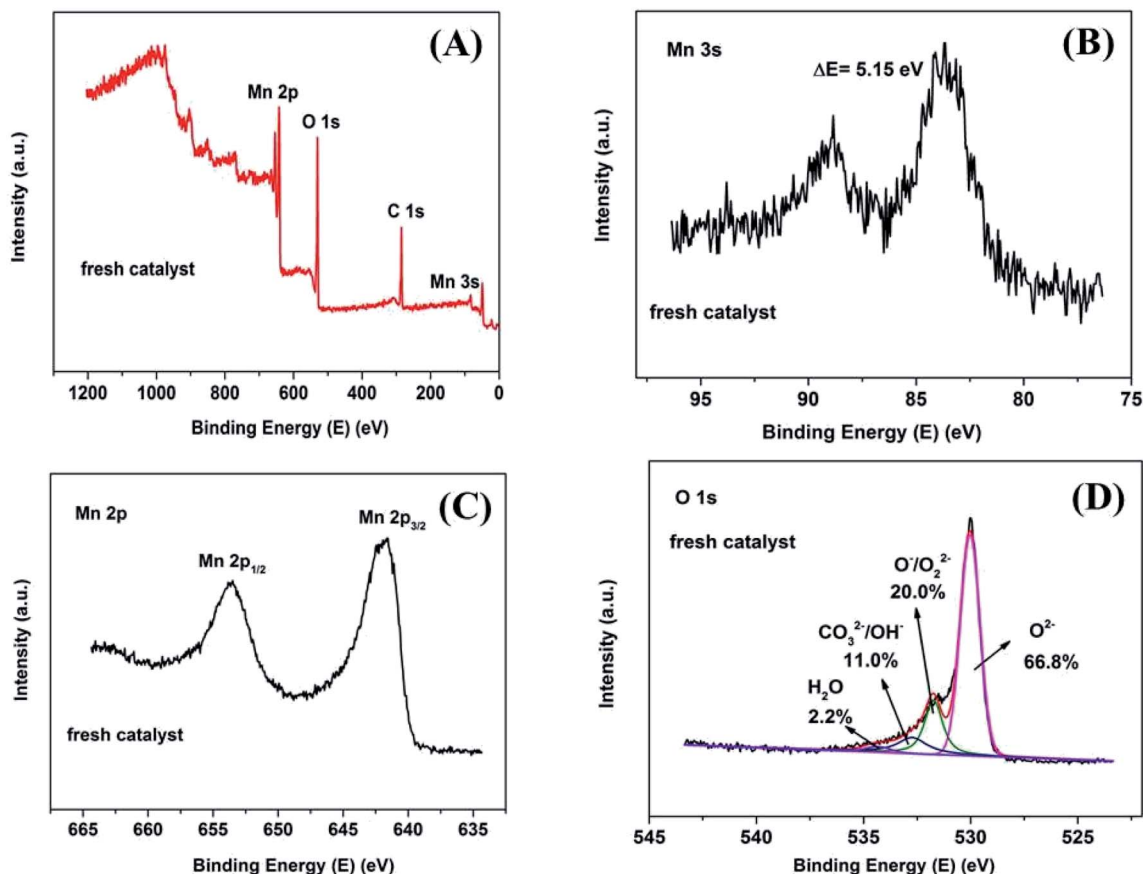 (A)
Mn 2p
O 1s
C 1s
Mn 3s
fresh catalyst
Intensity (a.u.)
1200 1000 800 600 400 200 0
Binding Energy (E) (eV)
(B)
Mn 3s
ΔE= 5.15 eV
fresh catalyst
Intensity (a.u.)
95 90 85 80 75
Binding Energy (E) (eV)
(C)
Mn 2p
Mn 2p3/2
Mn 2p1/2
fresh catalyst
Intensity (a.u.)
665 660 655 650 645 640 635
Binding Energy (E) (eV)
(D)
O 1s
fresh catalyst
O⁻/O₂²⁻
20.0%
CO₃²⁻/OH⁻
11.0%
O²⁻
66.8%
H₂O
2.2%
Intensity (a.u.)
545 540 535 530 525
Binding Energy (E) (eV)